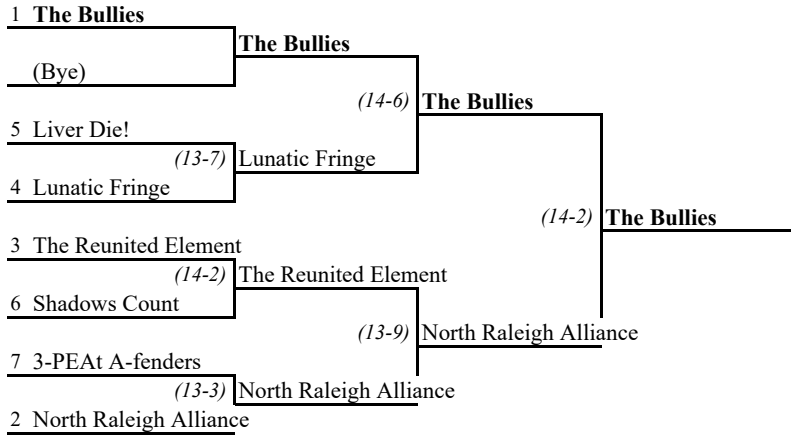 1 The Bullies
The Bullies
(Bye)
(14-6) The Bullies
5 Liver Die!
(13-7) Lunatic Fringe
4 Lunatic Fringe
(14-2) The Bullies
3 The Reunited Element
(14-2) The Reunited Element
6 Shadows Count
(13-9) North Raleigh Alliance
7 3-PEAt A-fenders
(13-3) North Raleigh Alliance
2 North Raleigh Alliance